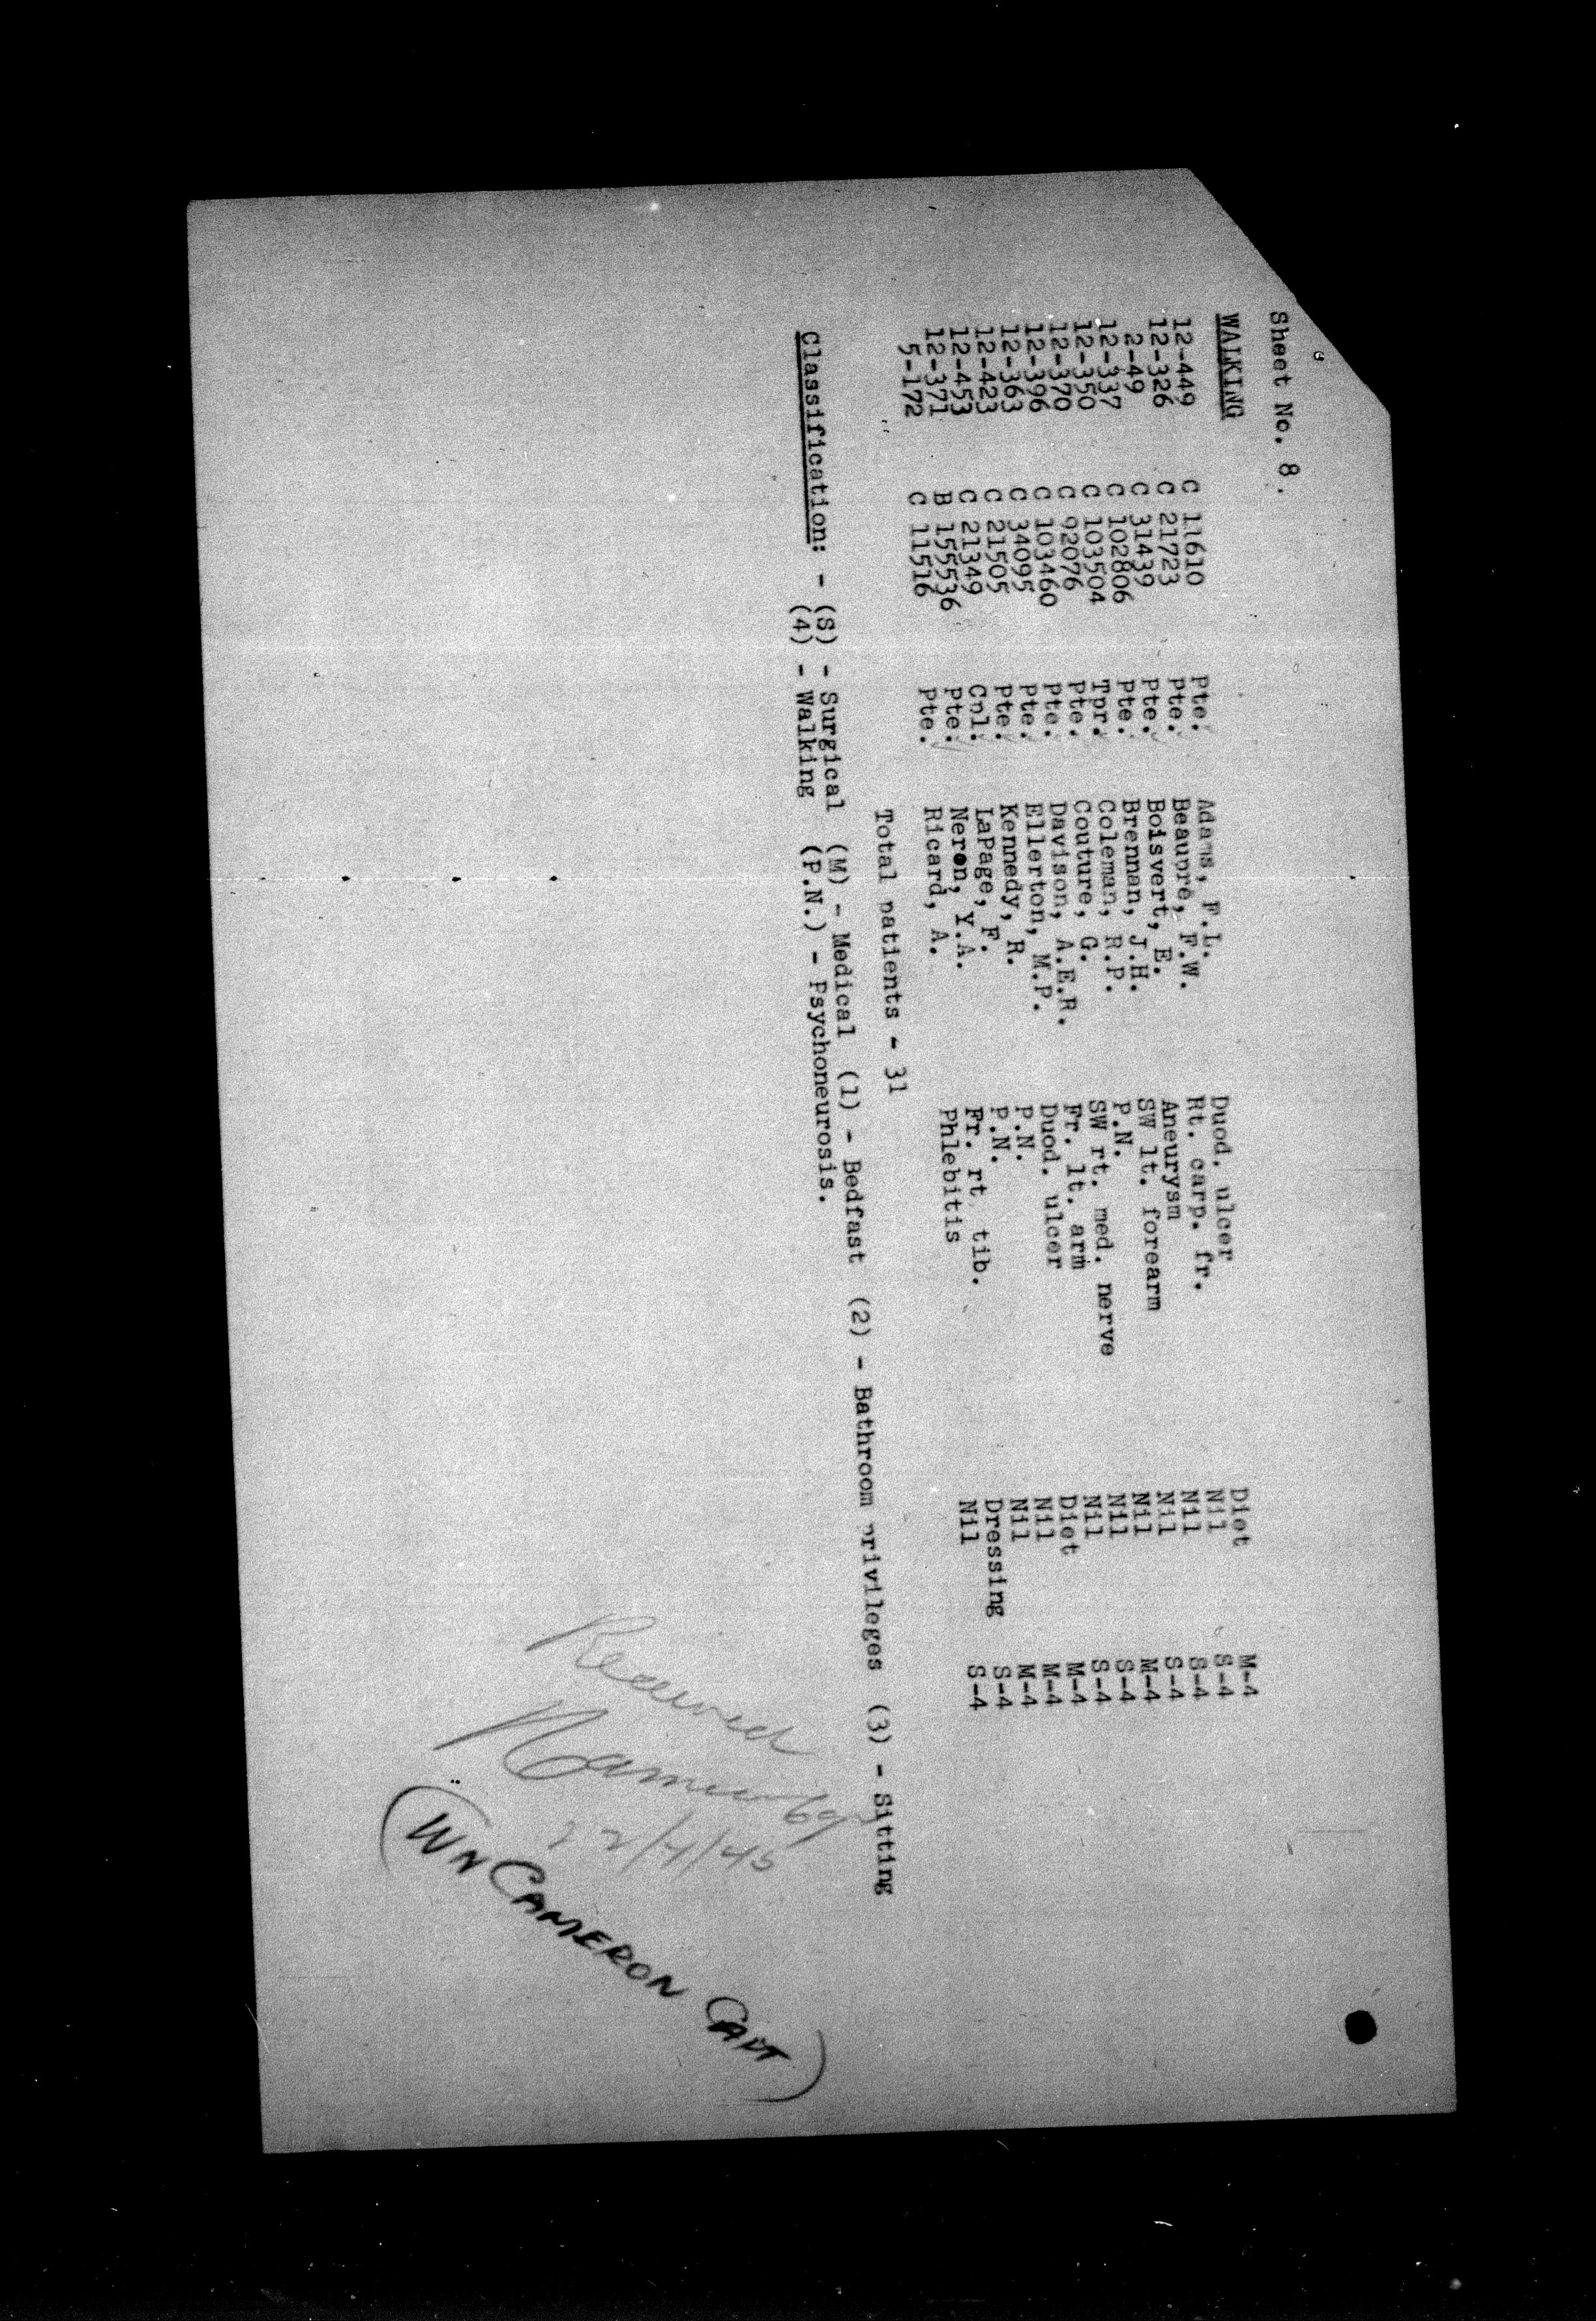 Sheet No. 8.
WALKING
12-449 C 11610 Pte. Adams, F.L. Duod. ulcer Diet M-4
12-326 C 21723 Pte. Beaupré, F.W. Rt. carp. fr. Nil S-4
2-49 C 31439 Pte. Boisvert, E. Aneurysm Nil S-4
12-337 C 102806 Pte. Brennan, J.H. SW lt. forearm Nil S-4
12-350 C 103504 Tpr. Coleman, R.P. P.N. Nil M-4
12-370 C 92076 Pte. Couture, G. SW rt. med. nerve Nil S-4
12-396 C 103460 Pte. Davison, A.E.R. Fr. lt. arm Nil S-4
12-363 C 34095 Pte. Ellerton, M.P. Duod. ulcer Diet M-4
12-423 C 21505 Pte. Kennedy, R. P.N. Nil M-4
12-453 C 21349 Cpl. LaPage, F. P.N. Nil M-4
12-371 B 155536 Pte. Neron, Y.A. Fr. rt. tib. Dressing S-4
5-172 C 11516 Pte. Ricard, A. Phlebitis Nil S-4
Total patients - 31
Classification: - (S) - Surgical (M) - Medical (1) - Bedfast (2) - Bathroom privileges (3) - Sitting
(4) - Walking (P.N.) - Psychoneurosis.
Received
22/4/45
(WN CAMERON CAPT)